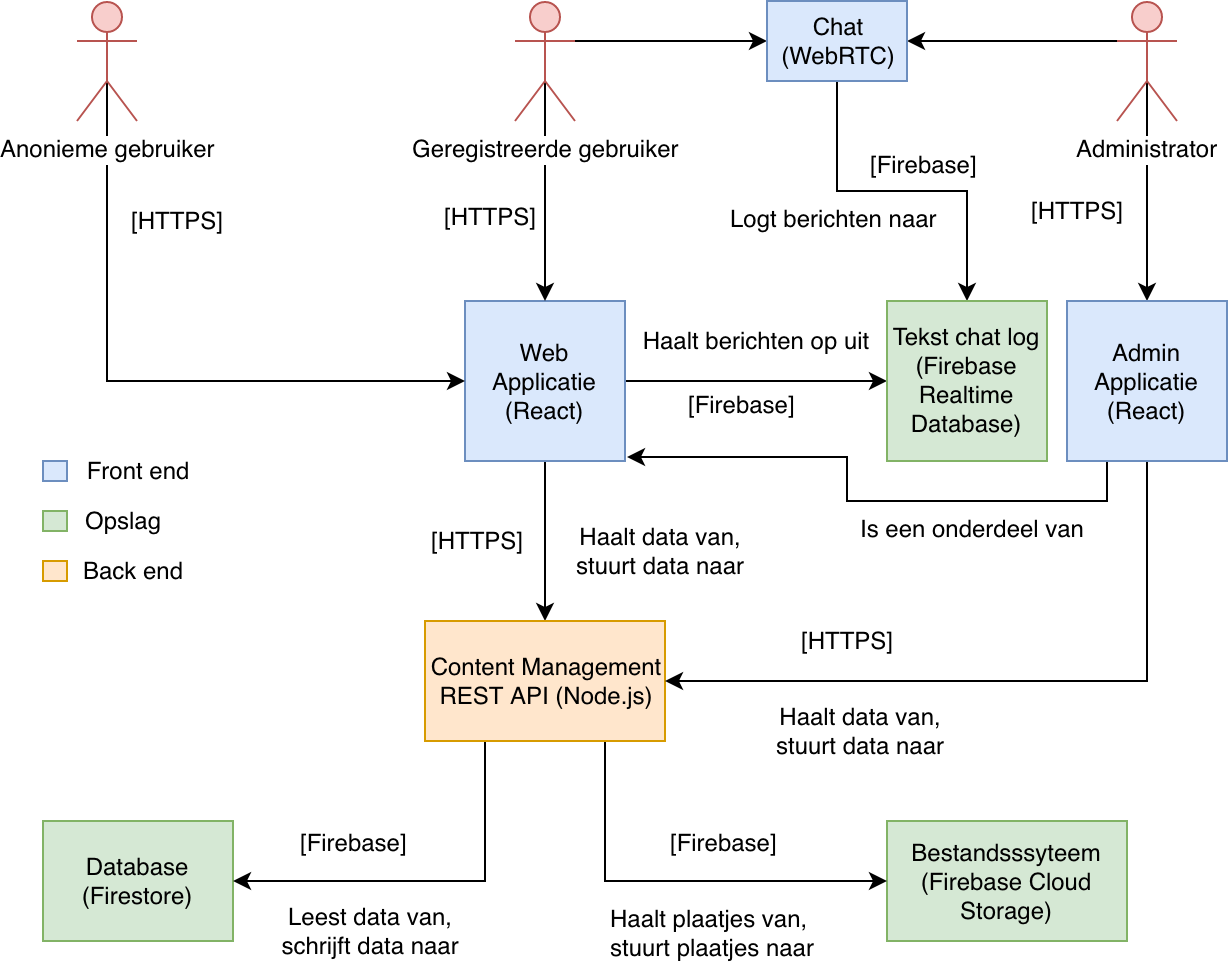 Chat
(WebRTC)
Anonieme gebruiker
Geregistreerde gebruiker
Administrator
[Firebase]
[HTTPS]
[HTTPS]
Logt berichten naar
[HTTPS]
Web
Applicatie
(React)
Haalt berichten op uit
[Firebase]
Tekst chat log
(Firebase
Realtime
Database)
Admin
Applicatie
(React)
Front end
Opslag
Back end
[HTTPS]
Haalt data van,
stuurt data naar
Is een onderdeel van
Content Management
REST API (Node.js)
[HTTPS]
Haalt data van,
stuurt data naar
Database
(Firestore)
[Firebase]
Leest data van,
schrijft data naar
[Firebase]
Haalt plaatjes van,
stuurt plaatjes naar
Bestandsssyteem
(Firebase Cloud
Storage)